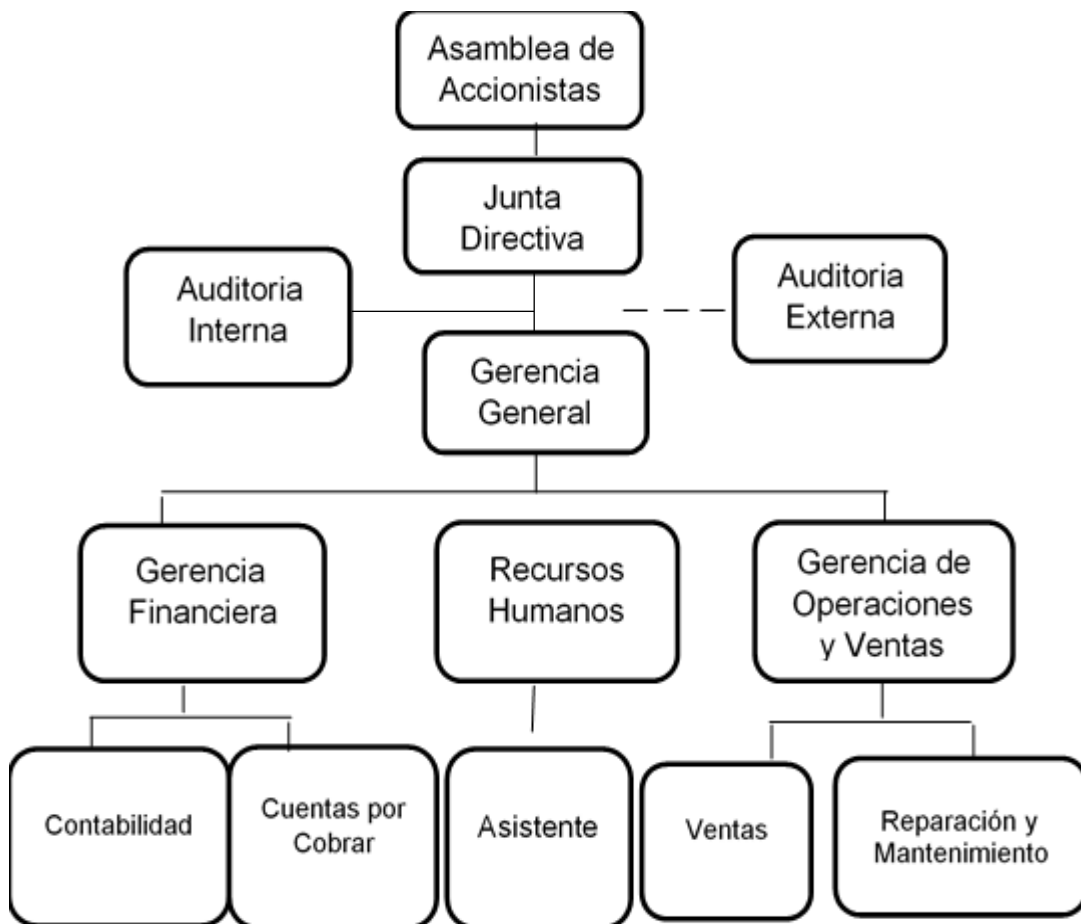 Asamblea de
Accionistas
Junta
Directiva
Auditoria
Interna
Auditoria
Externa
Gerencia
General
Gerencia
Financiera
Recursos
Humanos
Gerencia de
Operaciones
y Ventas
Contabilidad
Cuentas por
Cobrar
Asistente
Ventas
Reparación y
Mantenimiento